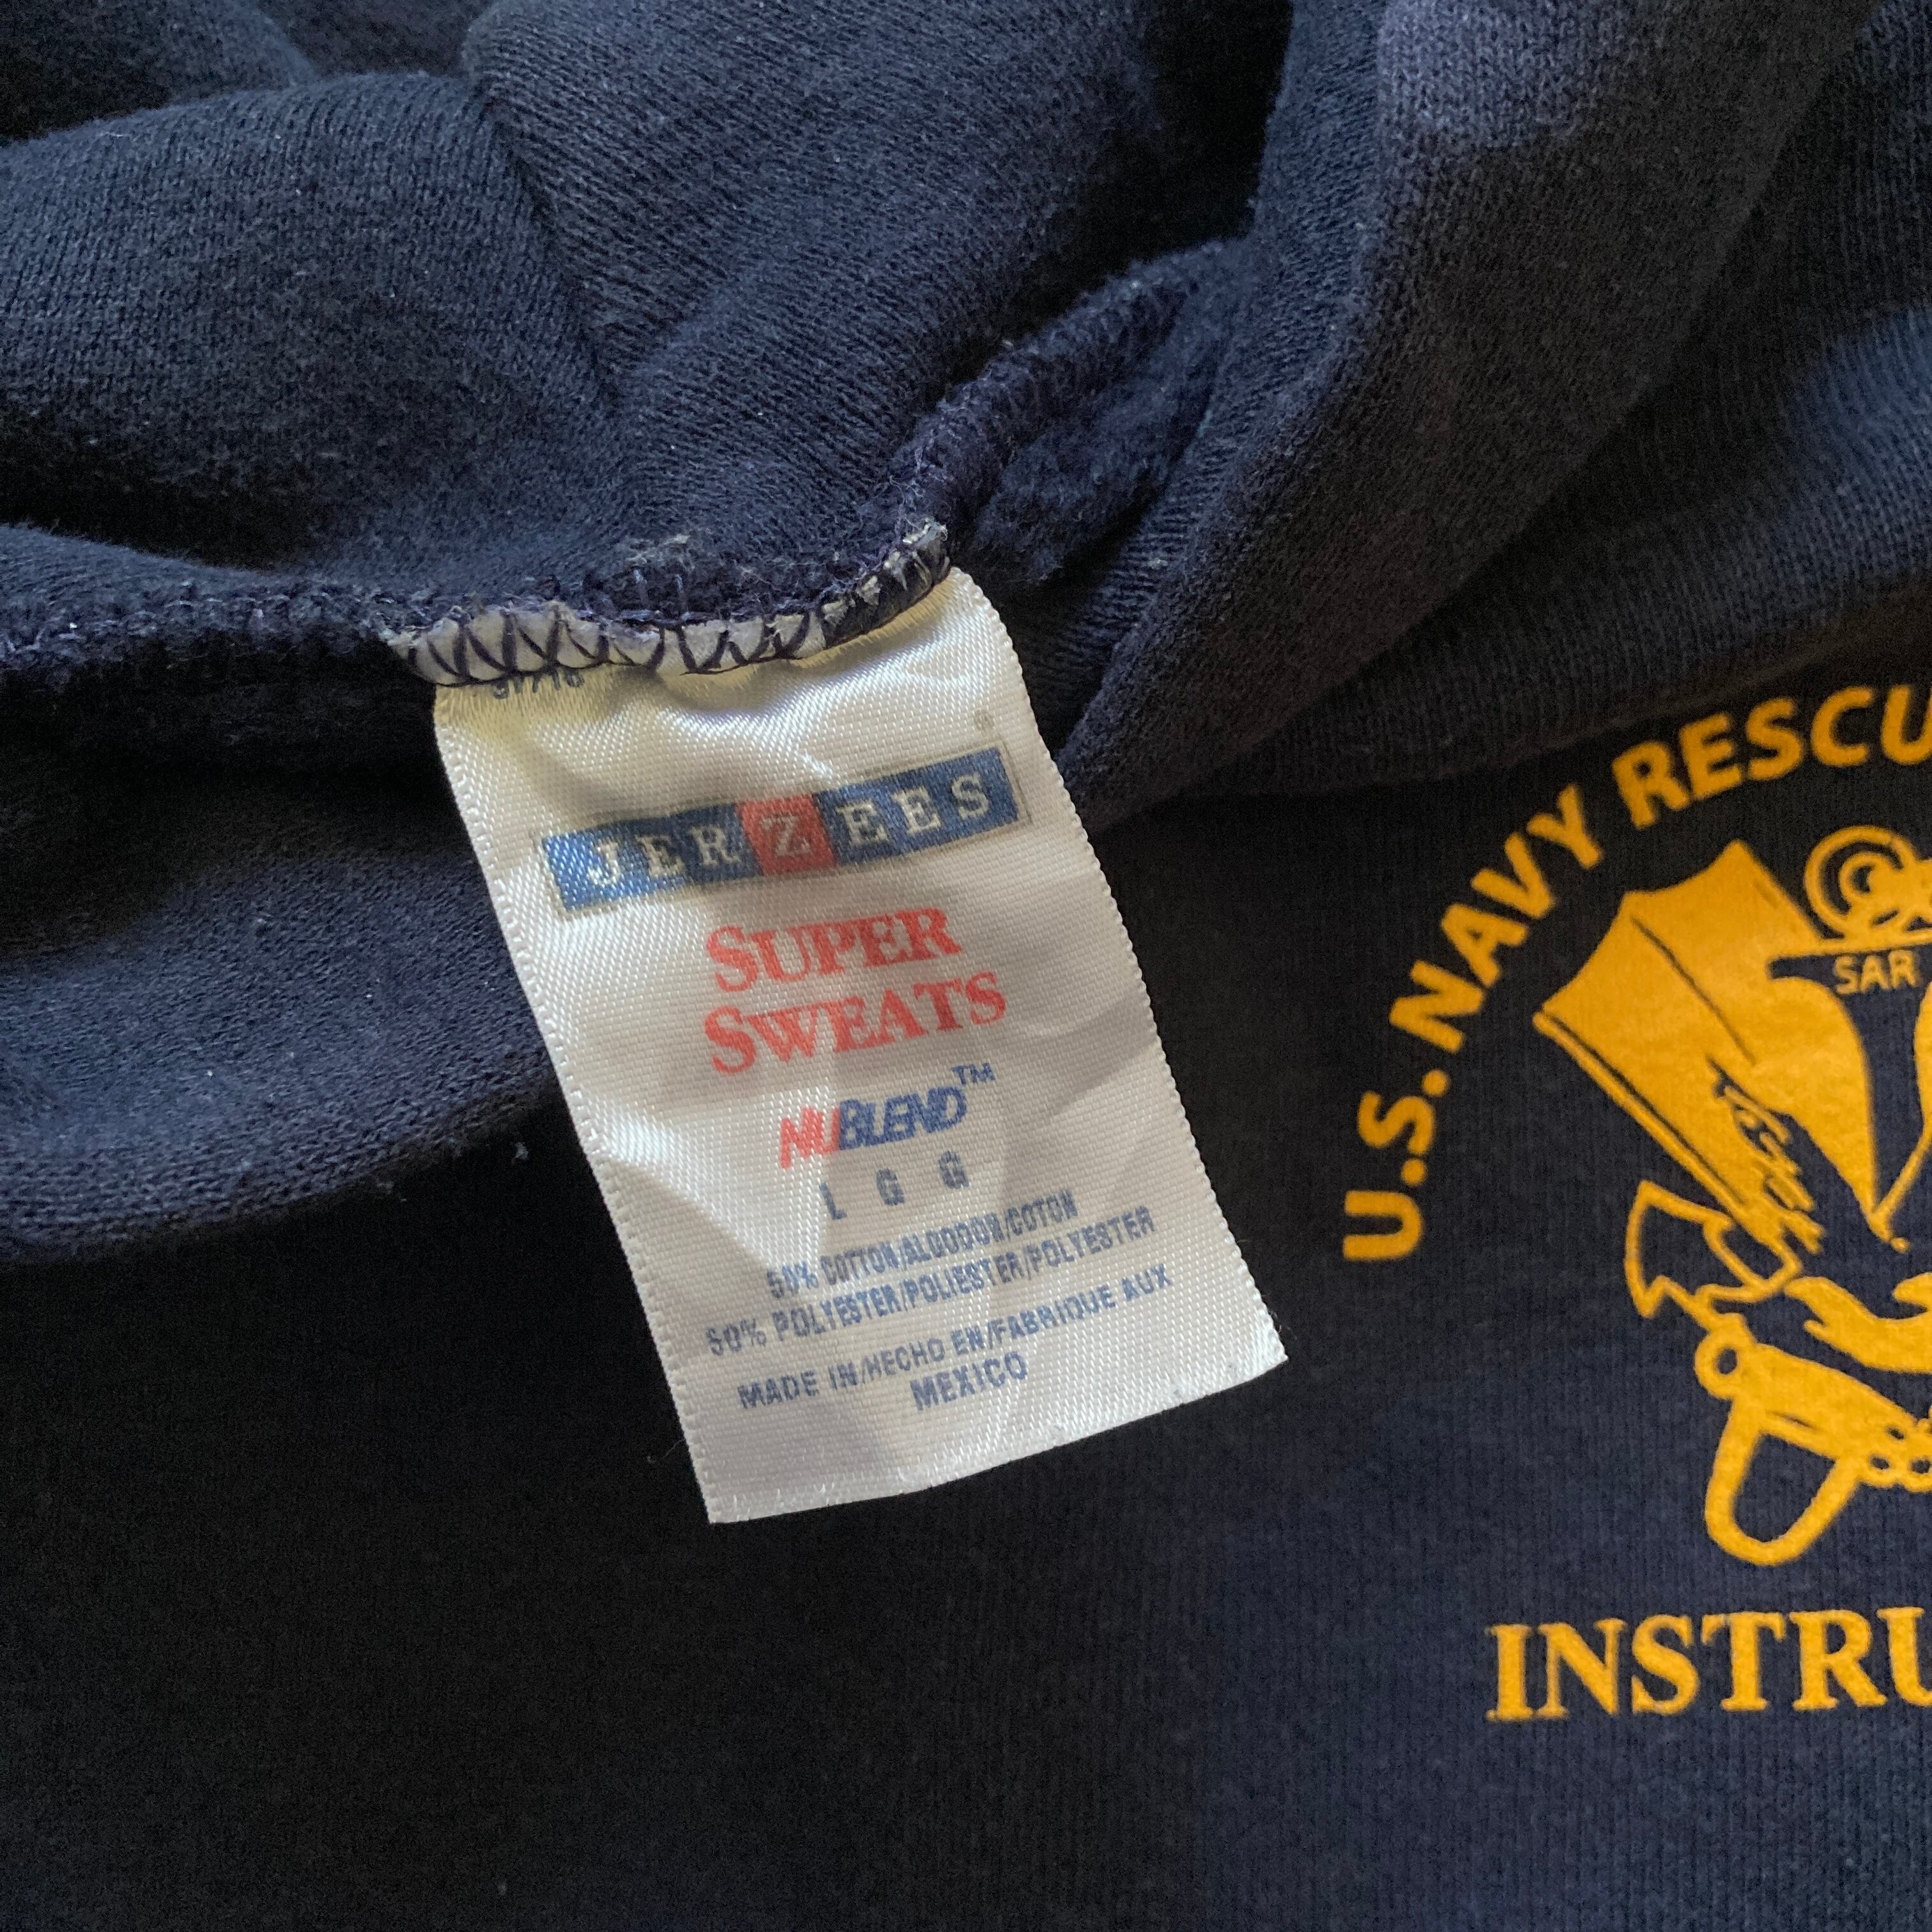 JERZEES
SUPER
SWEATS
NUBLEND™
L G G
50% COTTON/ALGODON/COTON
50% POLYESTER/POLIESTER/POLYESTER
MADE IN/HECHO EN/FABRIQUE AUX
MEXICO
U.S. NAVY RESCU
SAR
INSTRU